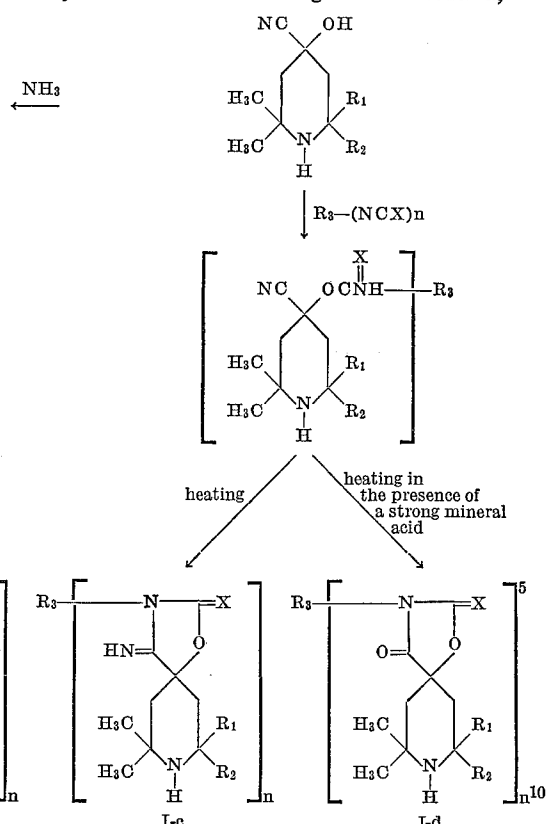 NC OH
NH3
H3C R1
H3C N R2
H
R3—(NCX)n
X
NC OCNH R3
H3C R1
H3C N R2
H
heating
heating in
the presence of
a strong mineral
acid
R3 N =X
HN= O
H3C R1
H3C N R2
H
n
n
I-c
R3 N =X 5
O= O
H3C R1
H3C N R2
H
n 10
I-d